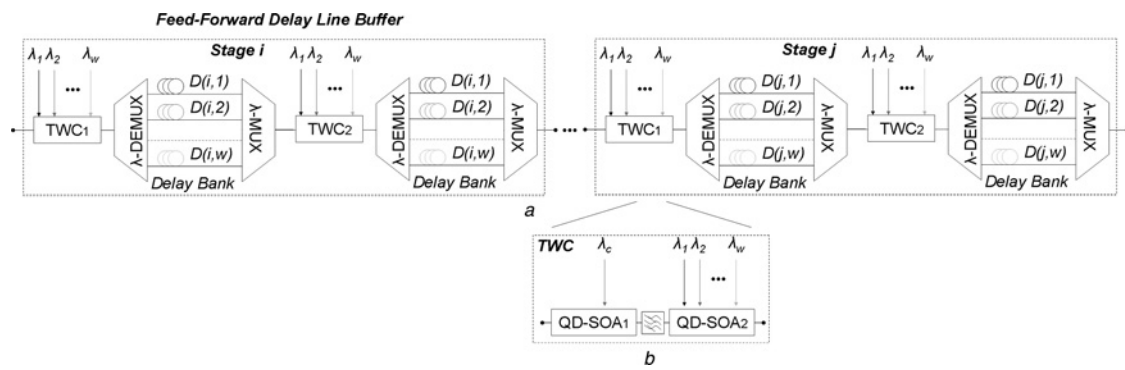 Feed-Forward Delay Line Buffer
Stage i
Stage j
λ1 λ2 λw ••• λ1 λ2 λw ••• λ1 λ2 λw ••• λ1 λ2 λw •••
TWC1 λ-DEMUX D(i,1) D(i,2) D(i,w) λ-MUX TWC2 λ-DEMUX D(i,1) D(i,2) D(i,w) λ-MUX ••• TWC1 λ-DEMUX D(j,1) D(j,2) D(j,w) λ-MUX TWC2 λ-DEMUX D(j,1) D(j,2) D(j,w) λ-MUX
Delay Bank Delay Bank Delay Bank Delay Bank
a
TWC λc λ1 λ2 λw
•••
QD-SOA1 QD-SOA2
b